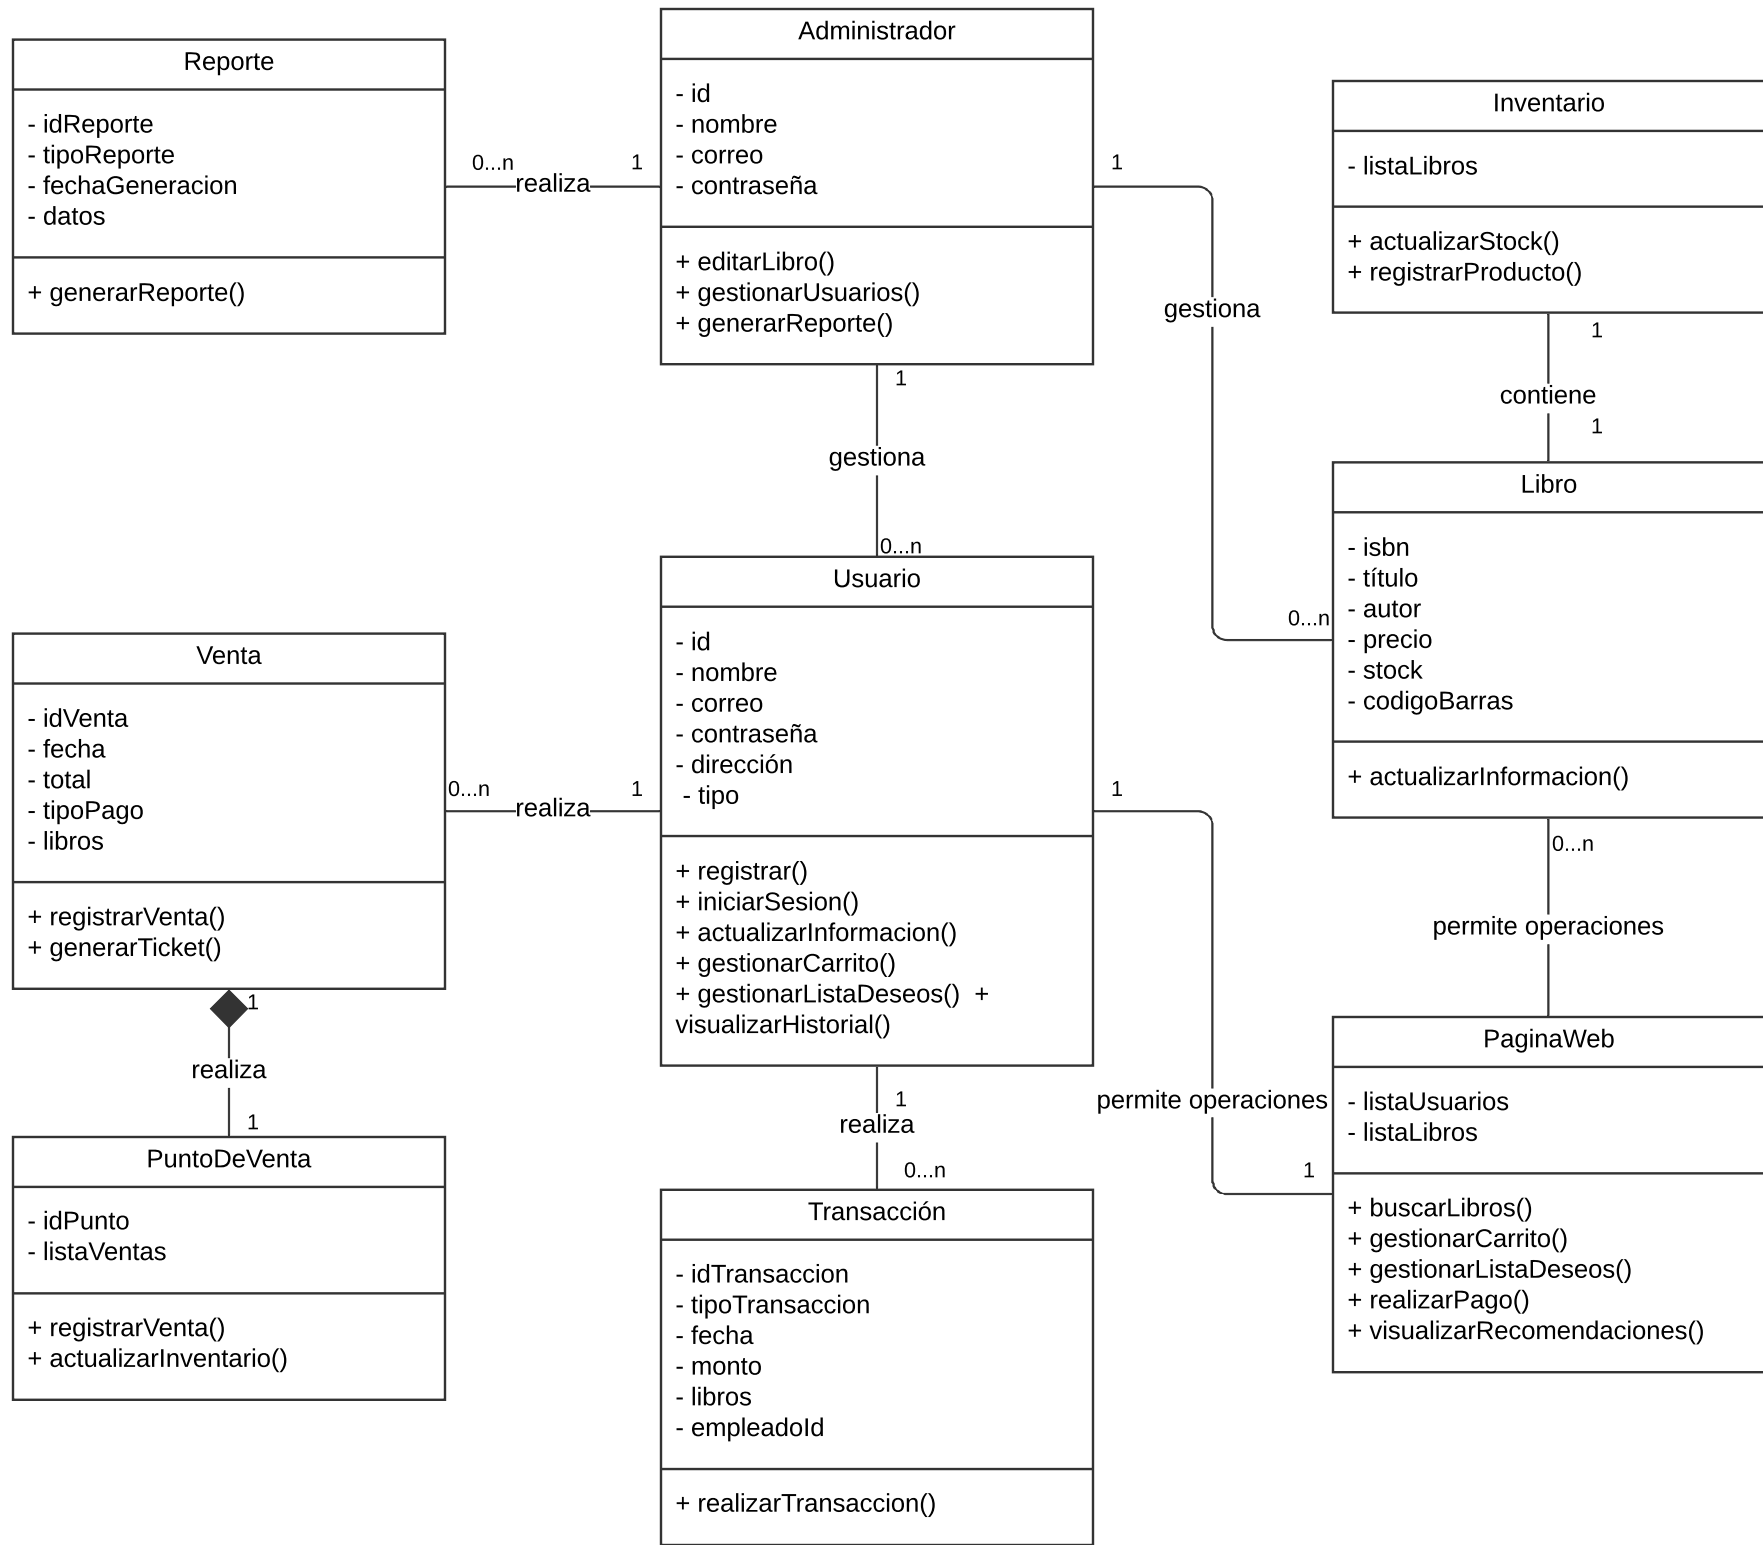 Reporte
- idReporte
- tipoReporte
- fechaGeneracion
- datos
+ generarReporte()
0...n
realiza
1
Administrador
- id
- nombre
- correo
- contraseña
+ editarLibro()
+ gestionarUsuarios()
+ generarReporte()
1
gestiona
0...n
Inventario
- listaLibros
+ actualizarStock()
+ registrarProducto()
1
contiene
1
1
gestiona
0...n
Libro
- isbn
- título
- autor
- precio
- stock
- codigoBarras
+ actualizarInformacion()
0...n
permite operaciones
Venta
- idVenta
- fecha
- total
- tipoPago
- libros
+ registrarVenta()
+ generarTicket()
0...n
realiza
1
Usuario
- id
- nombre
- correo
- contraseña
- dirección
- tipo
+ registrar()
+ iniciarSesion()
+ actualizarInformacion()
+ gestionarCarrito()
+ gestionarListaDeseos() +
visualizarHistorial()
1
permite operaciones
1
1
realiza
1
PuntoDeVenta
- idPunto
- listaVentas
+ registrarVenta()
+ actualizarInventario()
1
realiza
0...n
Transacción
- idTransaccion
- tipoTransaccion
- fecha
- monto
- libros
- empleadoId
+ realizarTransaccion()
PaginaWeb
- listaUsuarios
- listaLibros
+ buscarLibros()
+ gestionarCarrito()
+ gestionarListaDeseos()
+ realizarPago()
+ visualizarRecomendaciones()